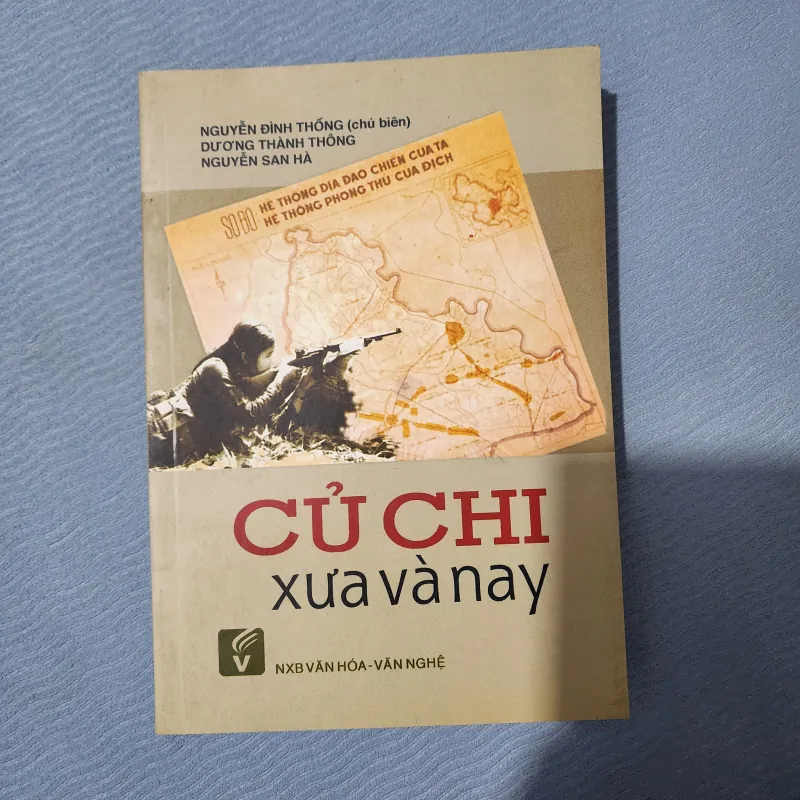 NGUYỄN ĐÌNH THỐNG (chủ biên)
DƯƠNG THÀNH THÔNG
NGUYỄN SAN HÀ
SƠ ĐỒ
HỆ THỐNG ĐỊA ĐẠO CHIẾN CỦA TA
HỆ THỐNG PHÒNG THỦ CỦA ĐỊCH
CỦ CHI
xưa và nay
V
NXB VĂN HÓA - VĂN NGHỆ